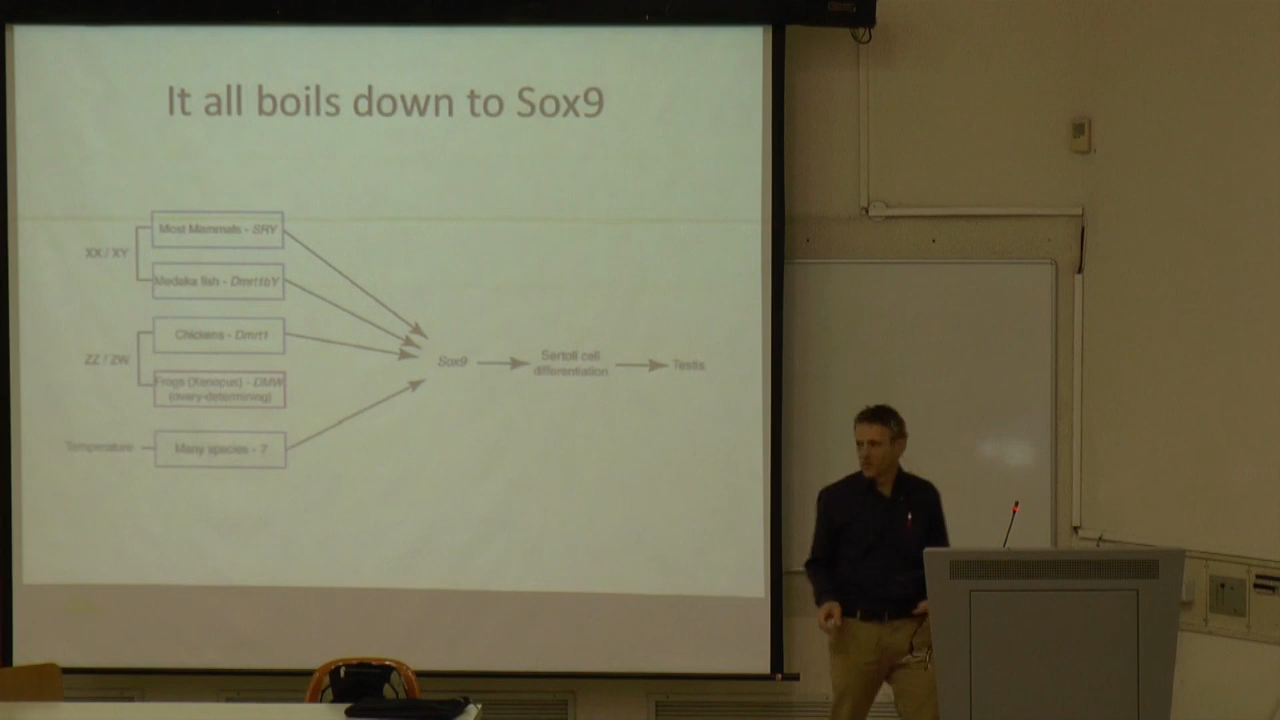 It all boils down to Sox9
XX / XY
Most Mammals - SRY
Medaka fish - Dmrt1bY
ZZ / ZW
Chickens - Dmrt1
Frogs (Xenopus) - DMW
(ovary-determining)
Temperature
Many species - ?
Sox9
Sertoli cell
differentiation
Testis